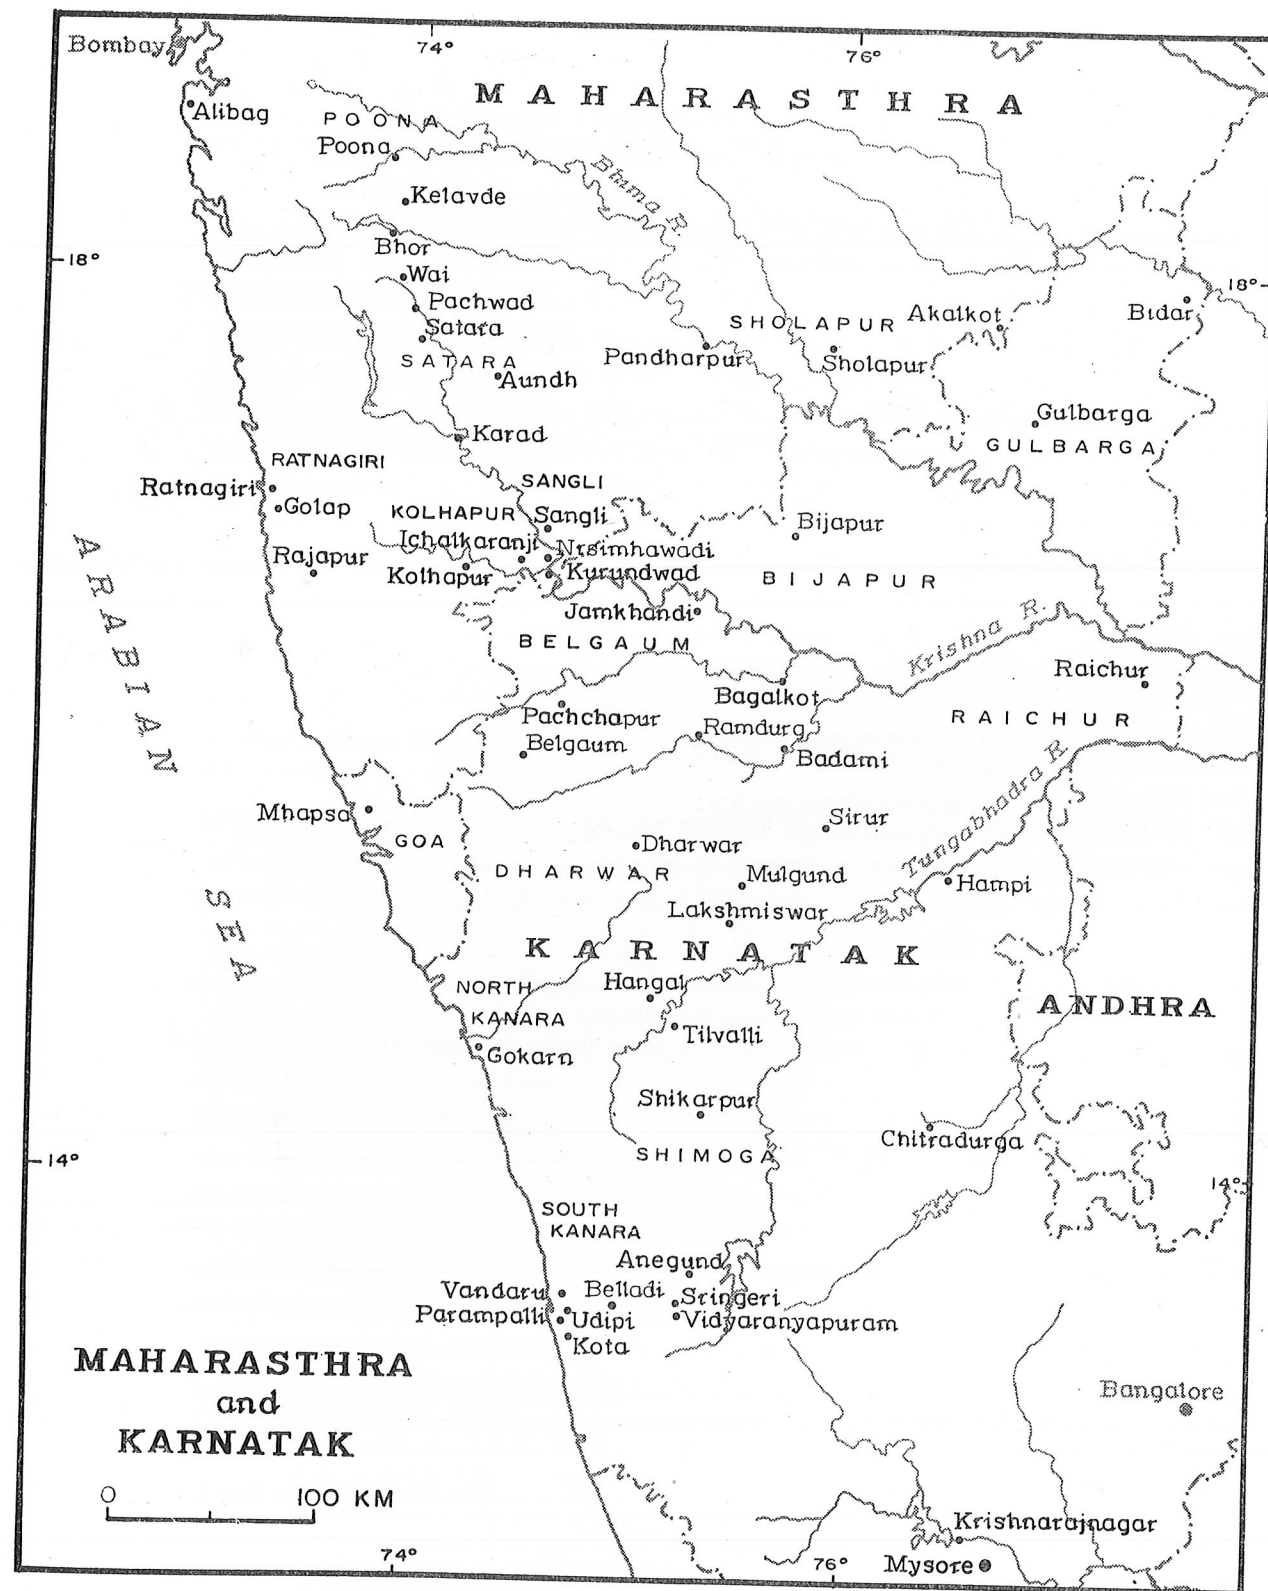 74°
76°
Bombay
MAHARASTHRA
Alibag
POONA
Poona
Bhima R.
Kelavde
Bhor
18°
Wai
18°
Pachwad
Akalkot
Bidar
Satara
SHOLAPUR
SATARA
Pandharpur
Sholapur
Aundh
Gulbarga
Karad
GULBARGA
RATNAGIRI
SANGLI
Ratnagiri
Golap
KOLHAPUR
Sangli
Bijapur
Ichalkaranji
Nrsimhawadi
Rajapur
Kolhapur
Kurundwad
BIJAPUR
ARABIAN SEA
Jamkhandi
BELGAUM
Krishna R.
Raichur
Bagalkot
Pachchapur
Ramdurg
RAICHUR
Belgaum
Badami
Mhapsa
Sirur
Tungabhadra R
GOA
Dharwar
DHARWAR
Mulgund
Hampi
Lakshmiswar
KARNATAK
NORTH
KANARA
Hangal
ANDHRA
Tilvalli
Gokarn
Shikarpur
Chitradurga
SHIMOGA
14°
14°
SOUTH
KANARA
Anegund
Vandaru
Belladi
Sringeri
Parampalli
Udipi
Vidyaranyapuram
Kota
MAHARASTHRA
and
KARNATAK
Bangalore
0 100 KM
Krishnarajnagar
Mysore
74°
76°